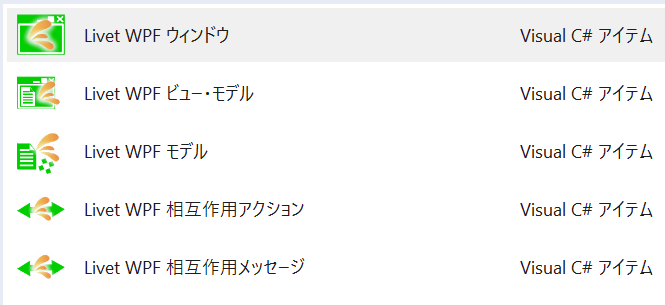 Livet WPF ウィンドウ Visual C# アイテム
Livet WPF ビュー・モデル Visual C# アイテム
Livet WPF モデル Visual C# アイテム
Livet WPF 相互作用アクション Visual C# アイテム
Livet WPF 相互作用メッセージ Visual C# アイテム